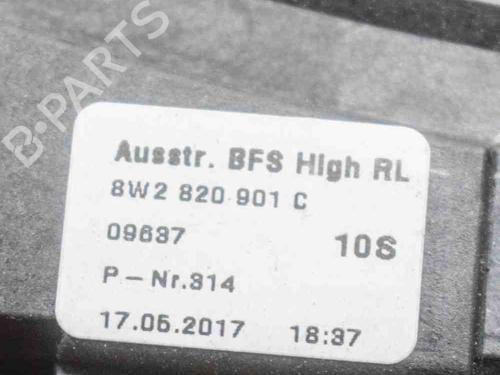 B-PARTS
Ausstr. BFS High RL
8W2 820 901 C
09637 10S
P-Nr.314
17.05.2017 18:37